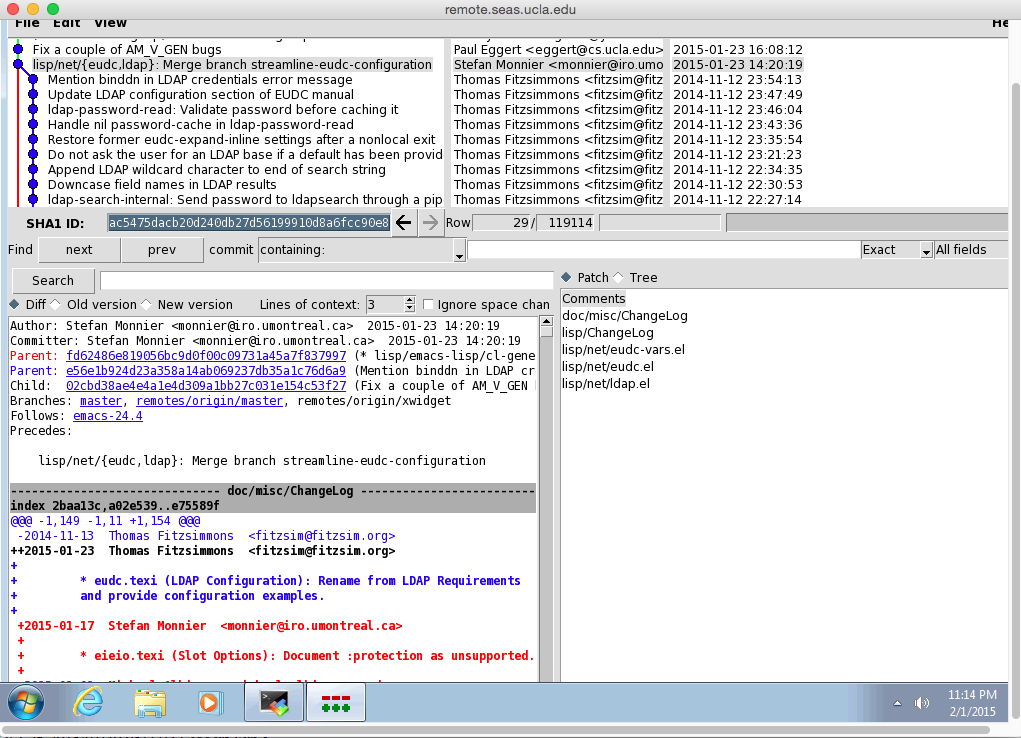 remote.seas.ucla.edu
File Edit View He
Fix a couple of AM_V_GEN bugs Paul Eggert <eggert@cs.ucla.edu> 2015-01-23 16:08:12
lisp/net/{eudc,ldap}: Merge branch streamline-eudc-configuration Stefan Monnier <monnier@iro.umo 2015-01-23 14:20:19
Mention binddn in LDAP credentials error message Thomas Fitzsimmons <fitzsim@fitz 2014-11-12 23:54:13
Update LDAP configuration section of EUDC manual Thomas Fitzsimmons <fitzsim@fitz 2014-11-12 23:47:49
ldap-password-read: Validate password before caching it Thomas Fitzsimmons <fitzsim@fitz 2014-11-12 23:46:04
Handle nil password-cache in ldap-password-read Thomas Fitzsimmons <fitzsim@fitz 2014-11-12 23:43:36
Restore former eudc-expand-inline settings after a nonlocal exit Thomas Fitzsimmons <fitzsim@fitz 2014-11-12 23:35:54
Do not ask the user for an LDAP base if a default has been provid Thomas Fitzsimmons <fitzsim@fitz 2014-11-12 23:21:23
Append LDAP wildcard character to end of search string Thomas Fitzsimmons <fitzsim@fitz 2014-11-12 22:34:35
Downcase field names in LDAP results Thomas Fitzsimmons <fitzsim@fitz 2014-11-12 22:30:53
ldap-search-internal: Send password to ldapsearch through a pip Thomas Fitzsimmons <fitzsim@fitz 2014-11-12 22:27:14
SHA1 ID: ac5475dacb20d240db27d56199910d8a6fcc90e8 Row 29 / 119114
Find next prev commit containing: Exact All fields
Search
Patch Tree
Diff Old version New version Lines of context: 3 Ignore space chan
Comments
doc/misc/ChangeLog
lisp/ChangeLog
lisp/net/eudc-vars.el
lisp/net/eudc.el
lisp/net/ldap.el
Author: Stefan Monnier <monnier@iro.umontreal.ca> 2015-01-23 14:20:19
Committer: Stefan Monnier <monnier@iro.umontreal.ca> 2015-01-23 14:20:19
Parent: fd62486e819056bc9d0f00c09731a45a7f837997 (* lisp/emacs-lisp/cl-gene
Parent: e56e1b924d23a358a14ab069237db35a1c76d6a9 (Mention binddn in LDAP cr
Child: 02cbd38ae4e4a1e4d309a1bb27c031e154c53f27 (Fix a couple of AM_V_GEN
Branches: master, remotes/origin/master, remotes/origin/xwidget
Follows: emacs-24.4
Precedes:
lisp/net/{eudc,ldap}: Merge branch streamline-eudc-configuration
---------------------------- doc/misc/ChangeLog ----------------------------
index 2baa13c,a02e539..e75589f
@@@ -1,149 -1,11 +1,154 @@@
-2014-11-13 Thomas Fitzsimmons <fitzsim@fitzsim.org>
++2015-01-23 Thomas Fitzsimmons <fitzsim@fitzsim.org>
+
+ * eudc.texi (LDAP Configuration): Rename from LDAP Requirements
+ and provide configuration examples.
+
+2015-01-17 Stefan Monnier <monnier@iro.umontreal.ca>
+
+ * eieio.texi (Slot Options): Document :protection as unsupported.
+
11:14 PM
2/1/2015